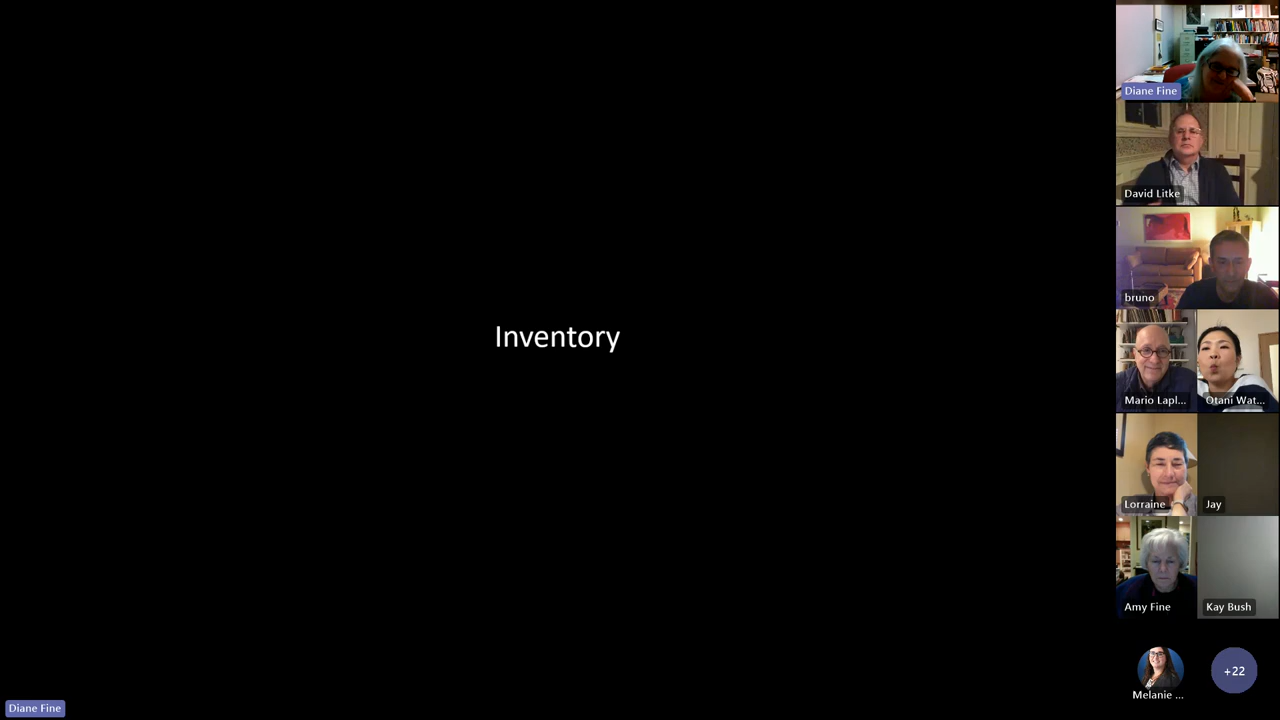 Inventory
Diane Fine
Diane Fine
David Litke
bruno
Mario Lapl...
Otani Wat...
Lorraine
Jay
Amy Fine
Kay Bush
Melanie ...
+22